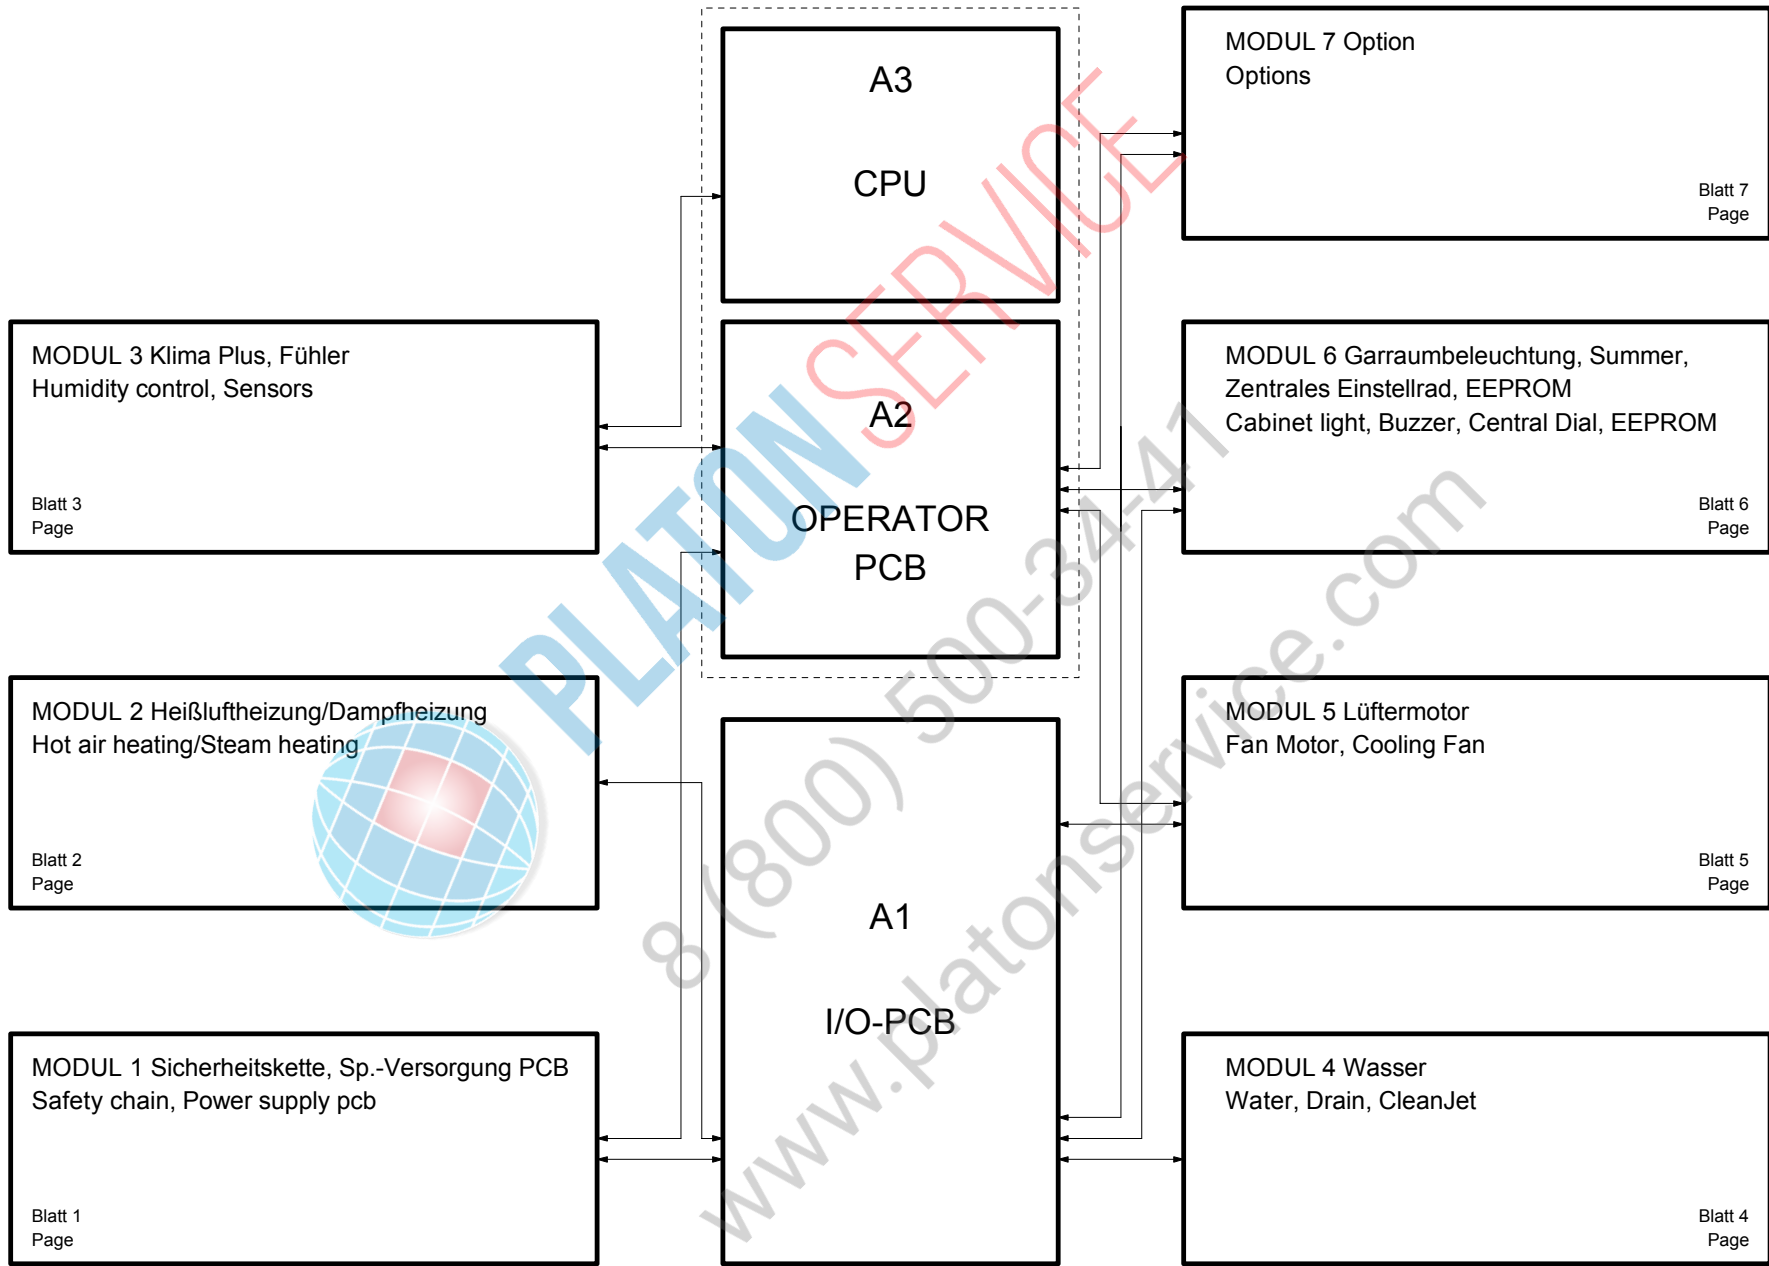 A3
CPU
MODUL 7 Option
Options
Blatt 7
Page
MODUL 3 Klima Plus, Fühler
Humidity control, Sensors
Blatt 3
Page
A2
OPERATOR
PCB
MODUL 6 Garraumbeleuchtung, Summer,
Zentrales Einstellrad, EEPROM
Cabinet light, Buzzer, Central Dial, EEPROM
Blatt 6
Page
MODUL 2 Heißluftheizung/Dampfheizung
Hot air heating/Steam heating
Blatt 2
Page
A1
I/O-PCB
MODUL 5 Lüftermotor
Fan Motor, Cooling Fan
Blatt 5
Page
MODUL 1 Sicherheitskette, Sp.-Versorgung PCB
Safety chain, Power supply pcb
Blatt 1
Page
MODUL 4 Wasser
Water, Drain, CleanJet
Blatt 4
Page
PLATONSERVICE
8 (800) 500-34-41
www.platonservice.com